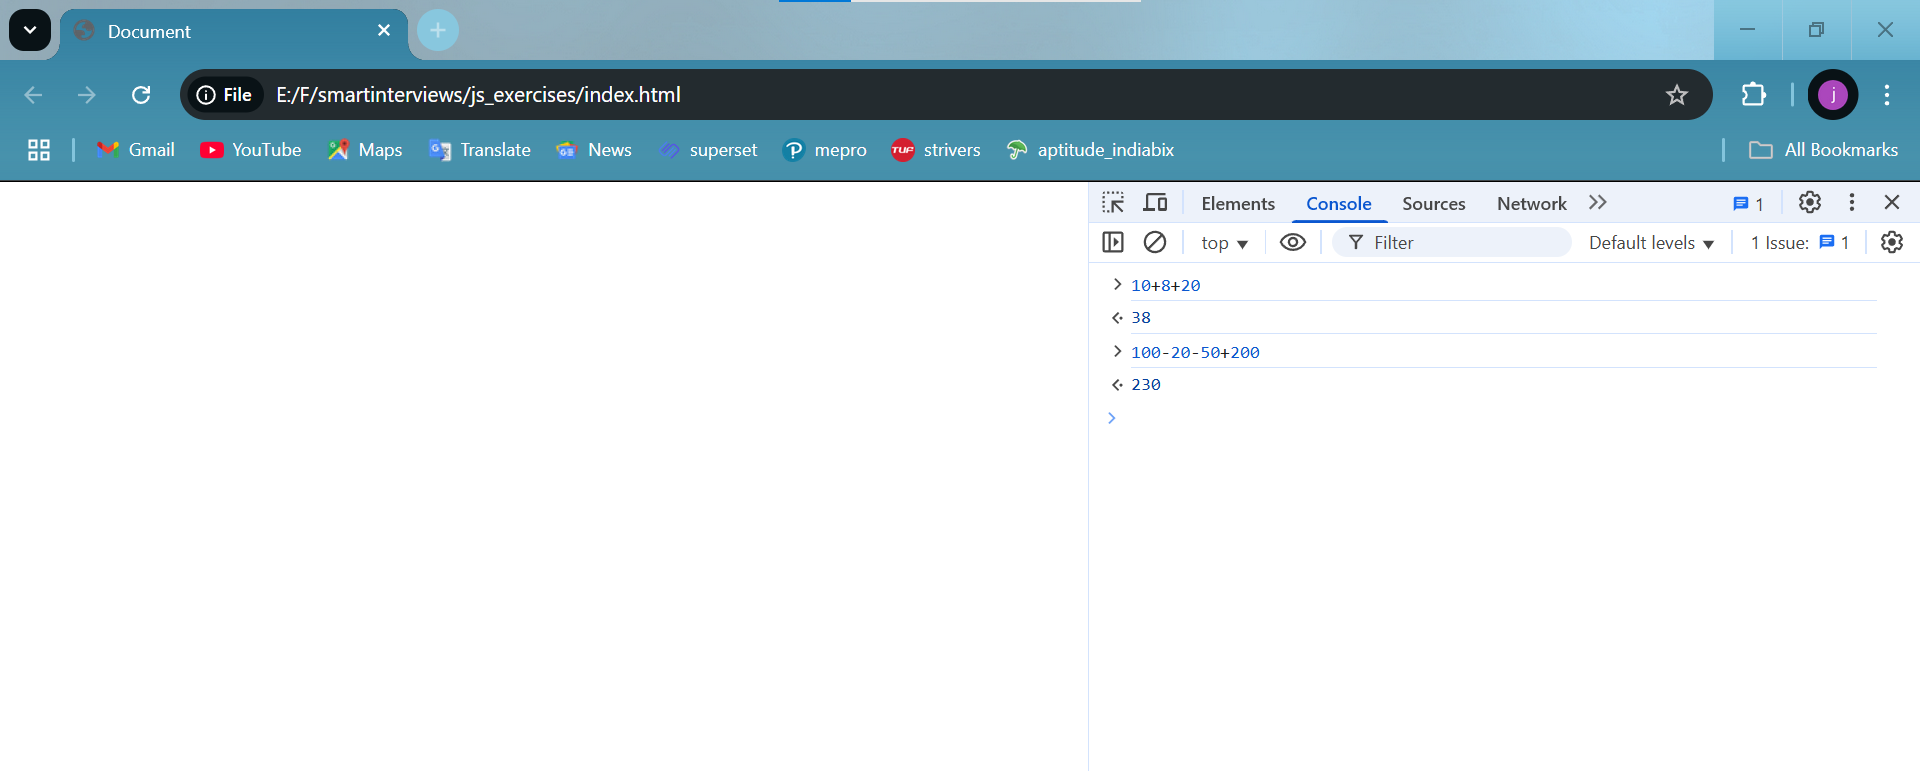 Document
File E:/F/smartinterviews/js_exercises/index.html j
Gmail YouTube Maps Translate News superset mepro TUF strivers aptitude_indiabix All Bookmarks
Elements Console Sources Network 1
top Filter Default levels 1 Issue: 1
10+8+20
38
100-20-50+200
230